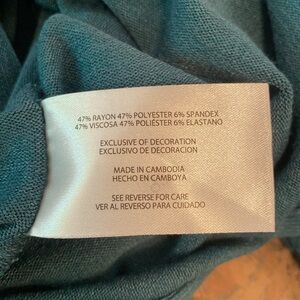 47% RAYON 47% POLYESTER 6% SPANDEX
47% VISCOSA 47% POLIÉSTER 6% ELASTANO
EXCLUSIVE OF DECORATION
EXCLUSIVO DE DECORACION
MADE IN CAMBODIA
HECHO EN CAMBOYA
SEE REVERSE FOR CARE
VER AL REVERSO PARA CUIDADO